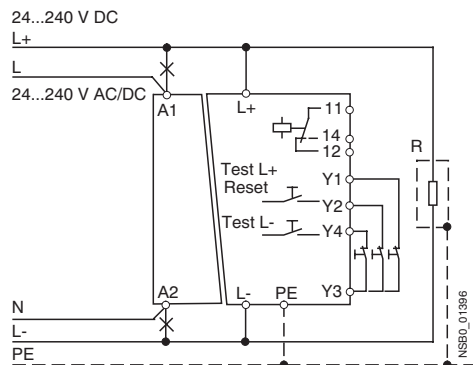 24...240 V DC
L+
L
24...240 V AC/DC
A1
L+
11
14
12
R
Test L+
Reset
Y1
Y2
Test L-
Y4
A2
L-
PE
Y3
N
L-
PE
NSB0_01396